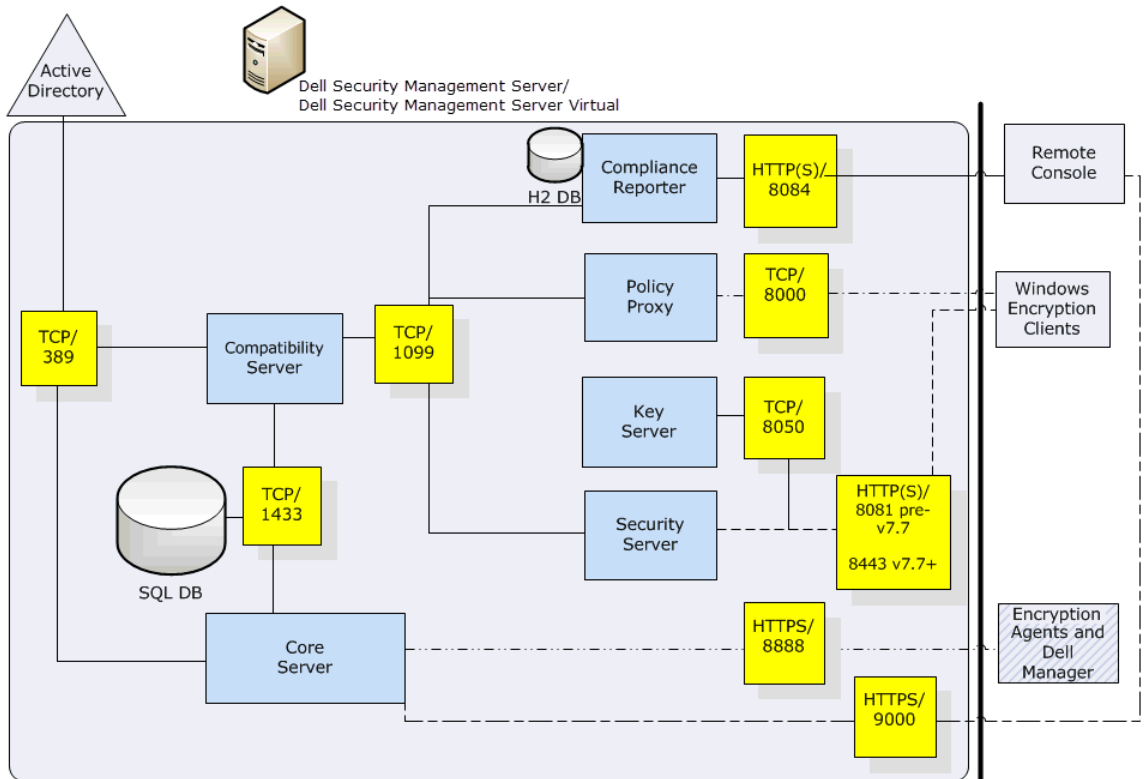 Active
Directory
Dell Security Management Server/
Dell Security Management Server Virtual
H2 DB
Compliance
Reporter
HTTP(S)/
8084
Remote
Console
Policy
Proxy
TCP/
8000
Windows
Encryption
Clients
TCP/
389
Compatibility
Server
TCP/
1099
Key
Server
TCP/
8050
SQL DB
TCP/
1433
Security
Server
HTTP(S)/
8081 pre-
v7.7
8443 v7.7+
Core
Server
HTTPS/
8888
Encryption
Agents and
Dell
Manager
HTTPS/
9000